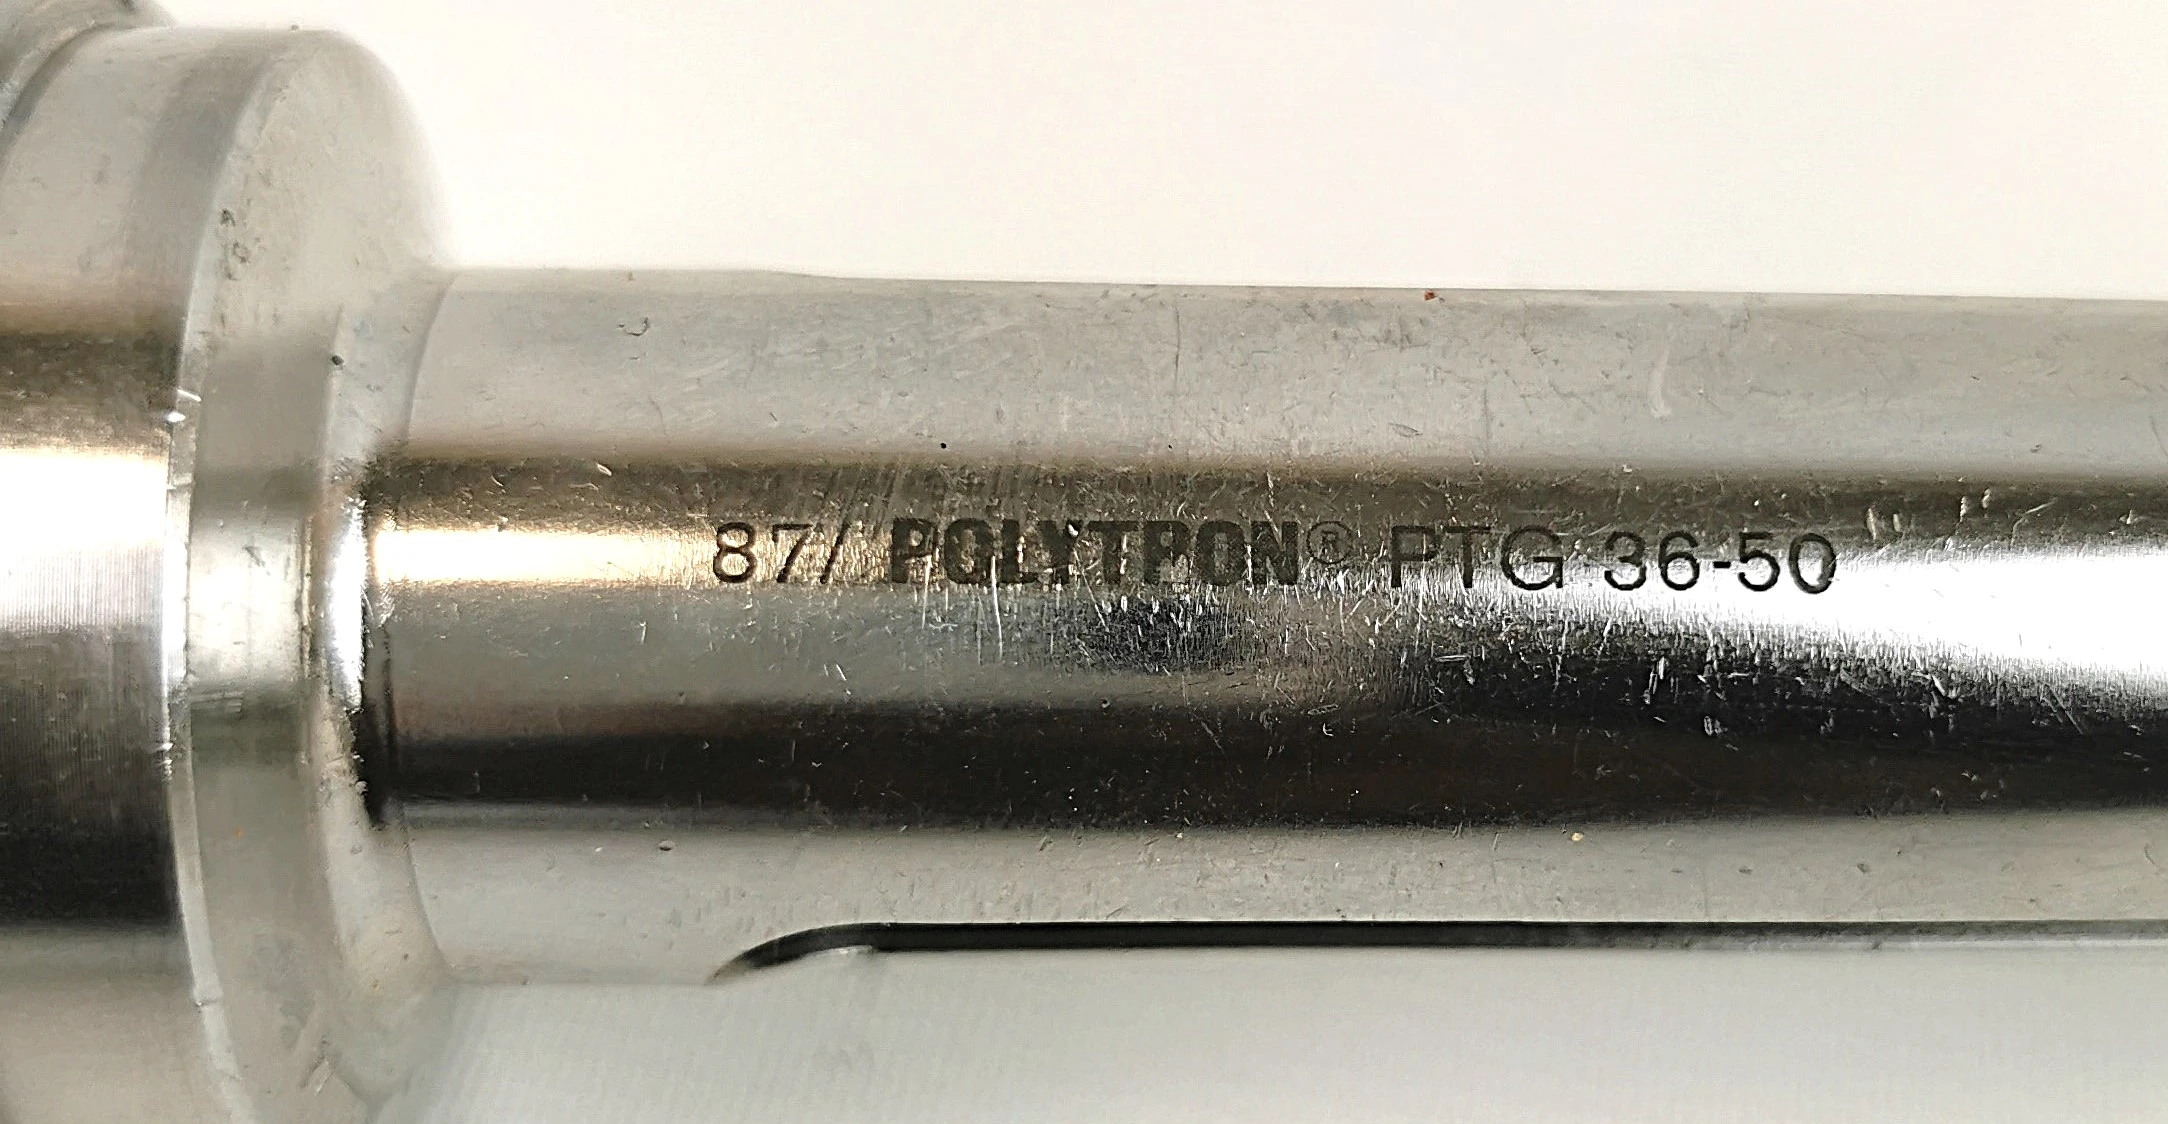 87/ POLYTRON® PTG 36-50